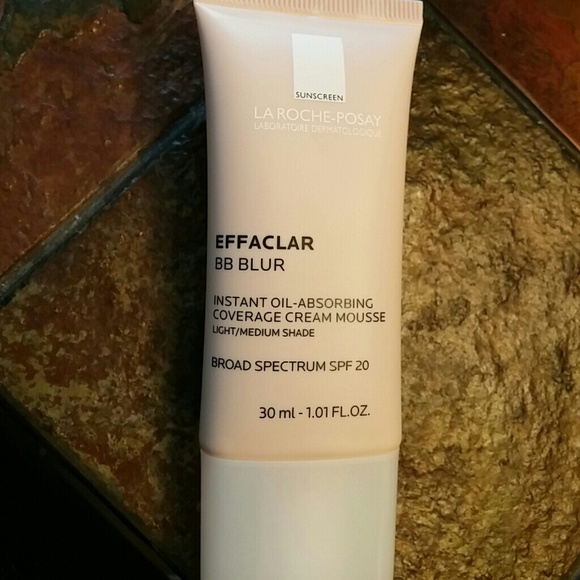 SUNSCREEN
LA ROCHE-POSAY
LABORATOIRE DERMATOLOGIQUE
EFFACLAR
BB BLUR
INSTANT OIL-ABSORBING
COVERAGE CREAM MOUSSE
LIGHT/MEDIUM SHADE
BROAD SPECTRUM SPF 20
30 ml - 1.01 FL.OZ.